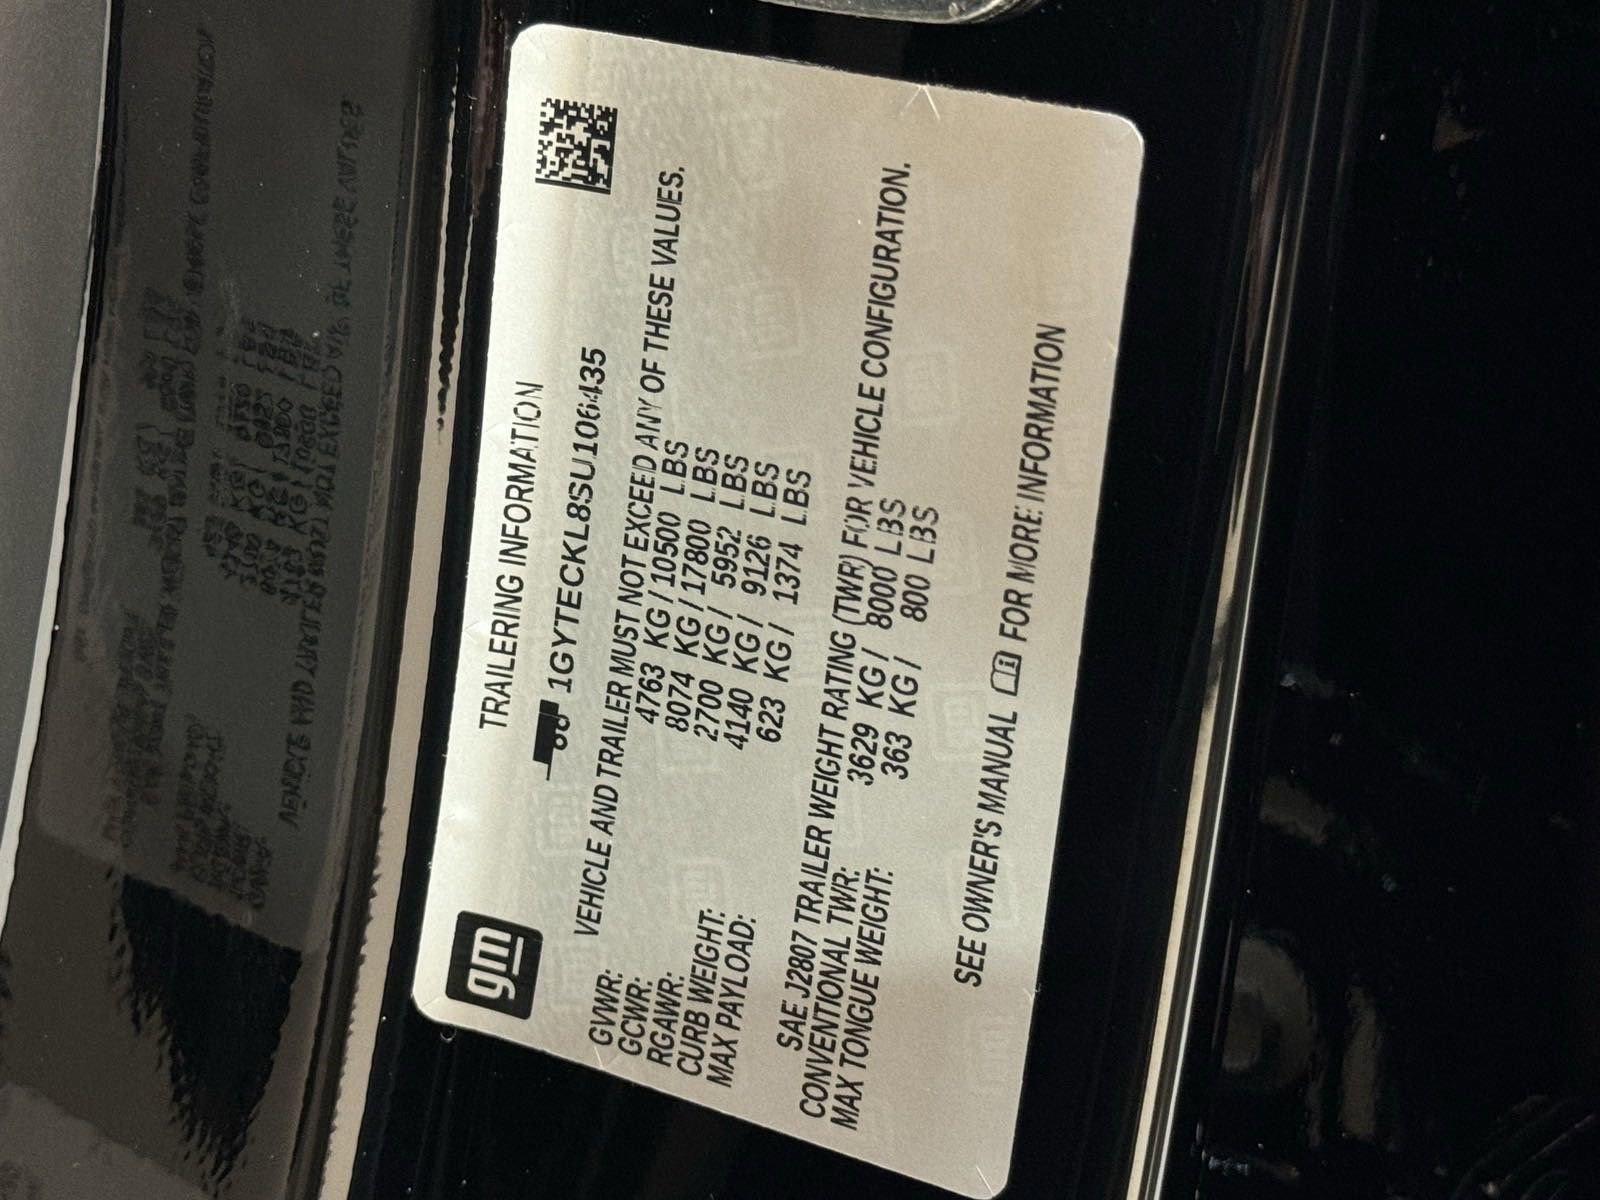 gm
TRAILERING INFORMATION
1GYTECKL8SU106435
VEHICLE AND TRAILER MUST NOT EXCEED ANY OF THESE VALUES.
GVWR: 4763 KG / 10500 LBS
GCWR: 8074 KG / 17800 LBS
RGAWR: 2700 KG / 5952 LBS
CURB WEIGHT: 4140 KG / 9126 LBS
MAX PAYLOAD: 623 KG / 1374 LBS
SAE J2807 TRAILER WEIGHT RATING (TWR) FOR VEHICLE CONFIGURATION.
CONVENTIONAL TWR: 3629 KG / 8000 LBS
MAX TONGUE WEIGHT: 363 KG / 800 LBS
SEE OWNER'S MANUAL FOR MORE INFORMATION